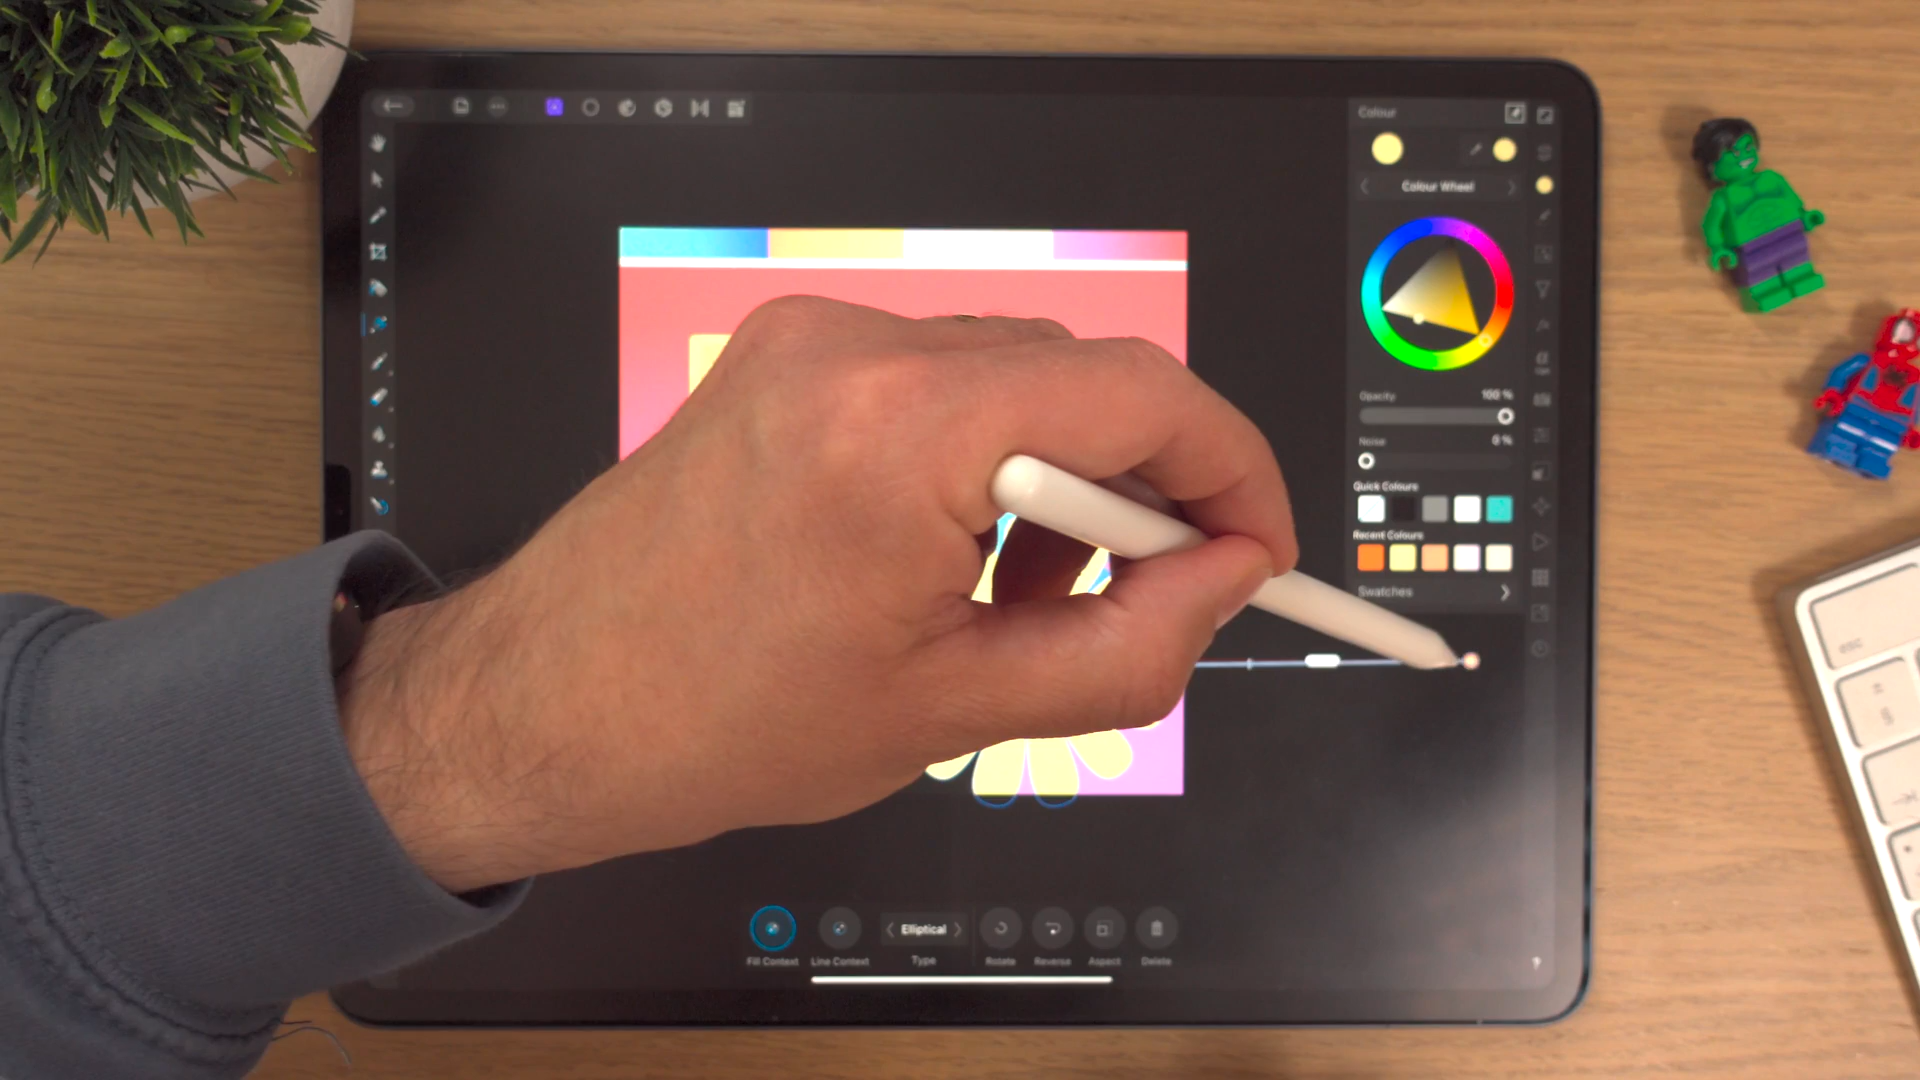 Colour
Colour Wheel
Opacity 100 %
Noise 0 %
Quick Colours
Recent Colours
Swatches
Elliptical
Fill Context Line Context Type Rotate Reverse Aspect Delete
?
esc
§